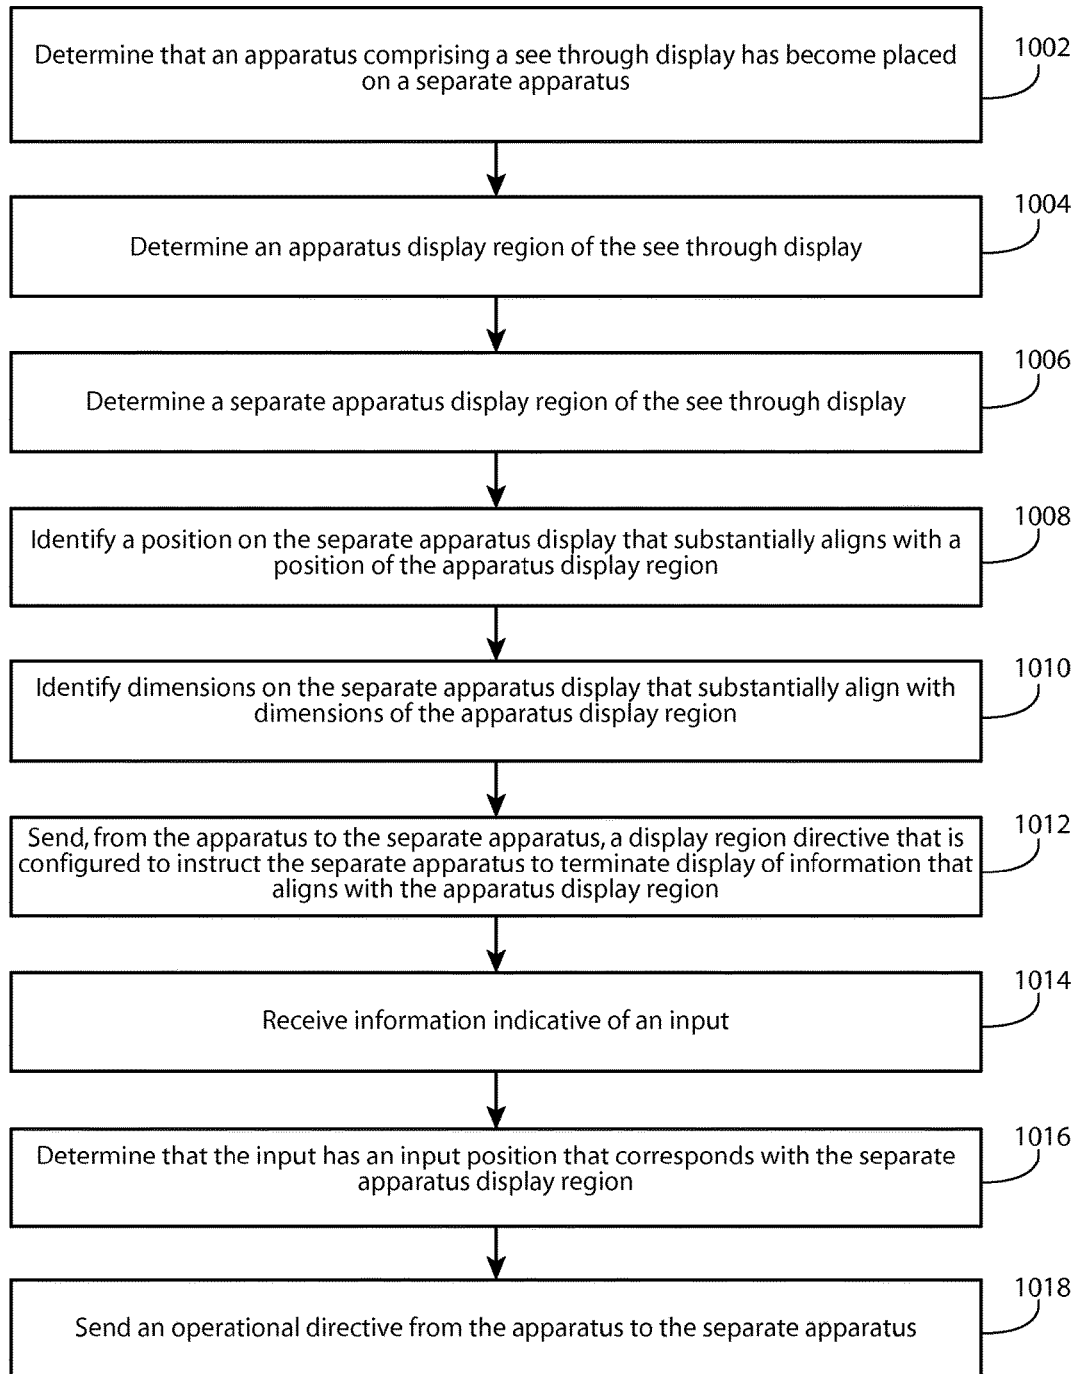 Determine that an apparatus comprising a see through display has become placed
on a separate apparatus
1002
Determine an apparatus display region of the see through display
1004
Determine a separate apparatus display region of the see through display
1006
Identify a position on the separate apparatus display that substantially aligns with a
position of the apparatus display region
1008
Identify dimensions on the separate apparatus display that substantially align with
dimensions of the apparatus display region
1010
Send, from the apparatus to the separate apparatus, a display region directive that is
configured to instruct the separate apparatus to terminate display of information that
aligns with the apparatus display region
1012
Receive information indicative of an input
1014
Determine that the input has an input position that corresponds with the separate
apparatus display region
1016
Send an operational directive from the apparatus to the separate apparatus
1018